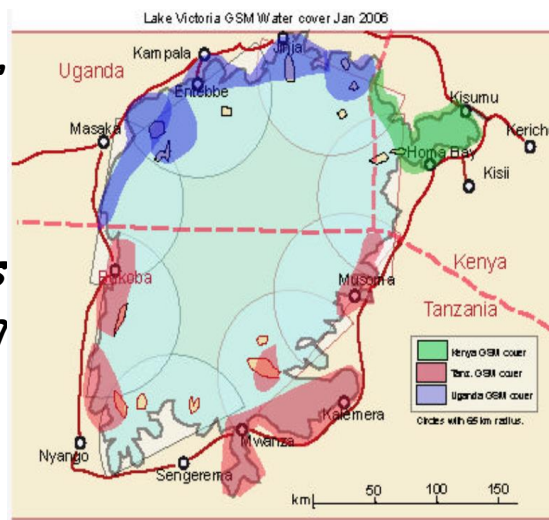 Lake Victoria GSM Water cover Jan 2006
Kampala
Jinja
Uganda
Entebbe
Kisumu
Masaka
Kericho
Homa Bay
Kisii
Bukoba
Musoma
Kenya
Tanzania
Kenya GSM cover
Tanz. GSM cover
Uganda GSM cover
Circles with 65 km radius.
Kalemera
Nyango
Mwanza
Sengerema
km
50
100
150